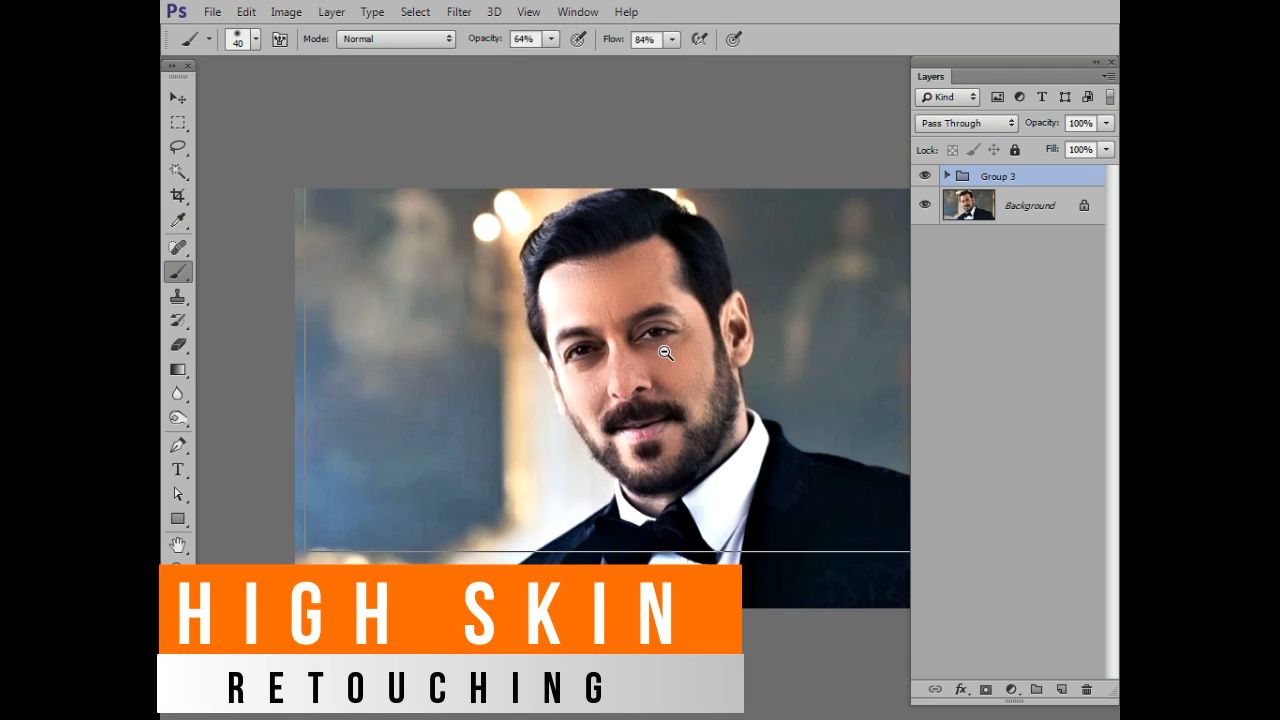 Ps File Edit Image Layer Type Select Filter 3D View Window Help
40 Mode: Normal Opacity: 64% Flow: 84%
Layers
Kind
Pass Through Opacity: 100%
Lock: Fill: 100%
Group 3
Background
HIGH SKIN
RETOUCHING